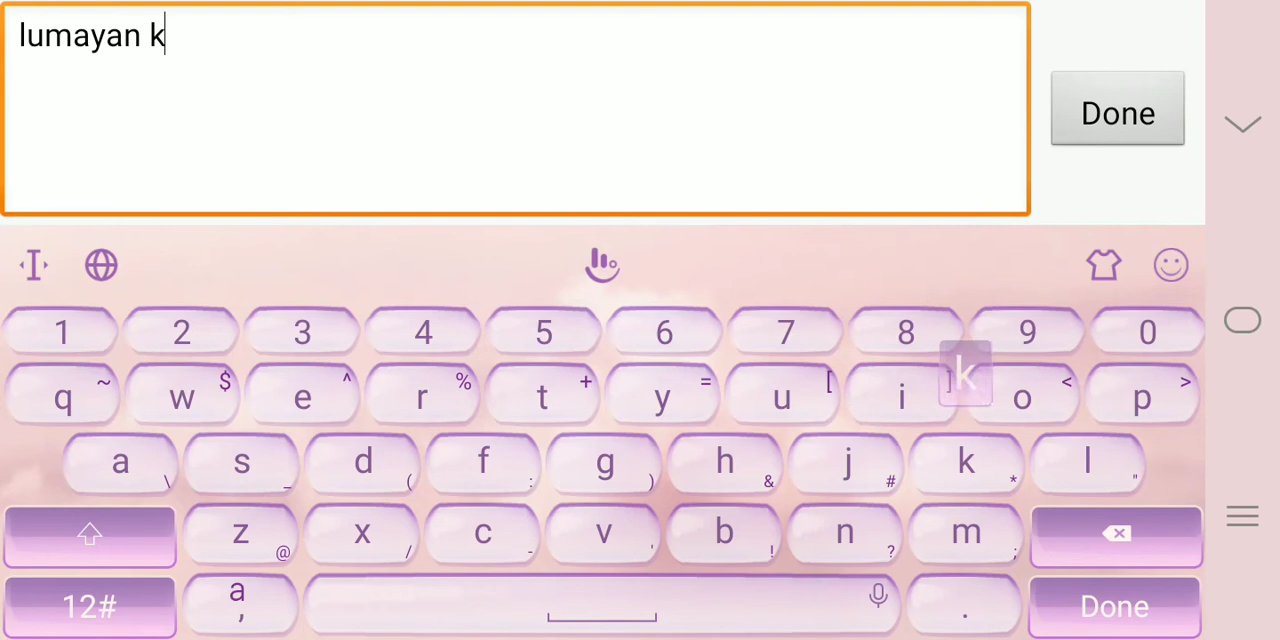 lumayan k
Done
1 2 3 4 5 6 7 8 9 0
q ~ w $ e ^ r % t + y = u [ i ] k o < p >
a \ s _ d ( f : g ) h & j # k * l "
z @ x / c - v ' b ! n ? m ;
12# a , . Done